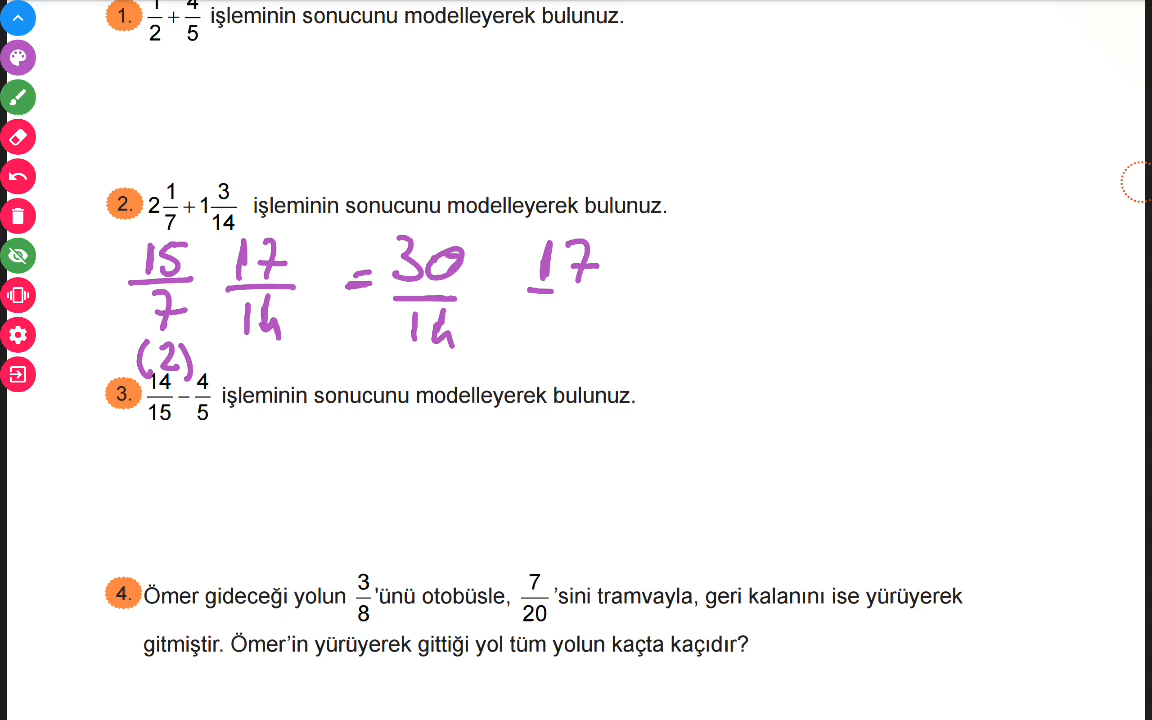 1. 1/2 + 4/5 işleminin sonucunu modelleyerek bulunuz.
2. 2 1/7 + 1 3/14 işleminin sonucunu modelleyerek bulunuz.
15/7 17/14 = 30/14 17
(2)
3. 14/15 - 4/5 işleminin sonucunu modelleyerek bulunuz.
4. Ömer gideceği yolun 3/8 'ünü otobüsle, 7/20 ’sini tramvayla, geri kalanını ise yürüyerek
gitmiştir. Ömer’in yürüyerek gittiği yol tüm yolun kaçta kaçıdır?